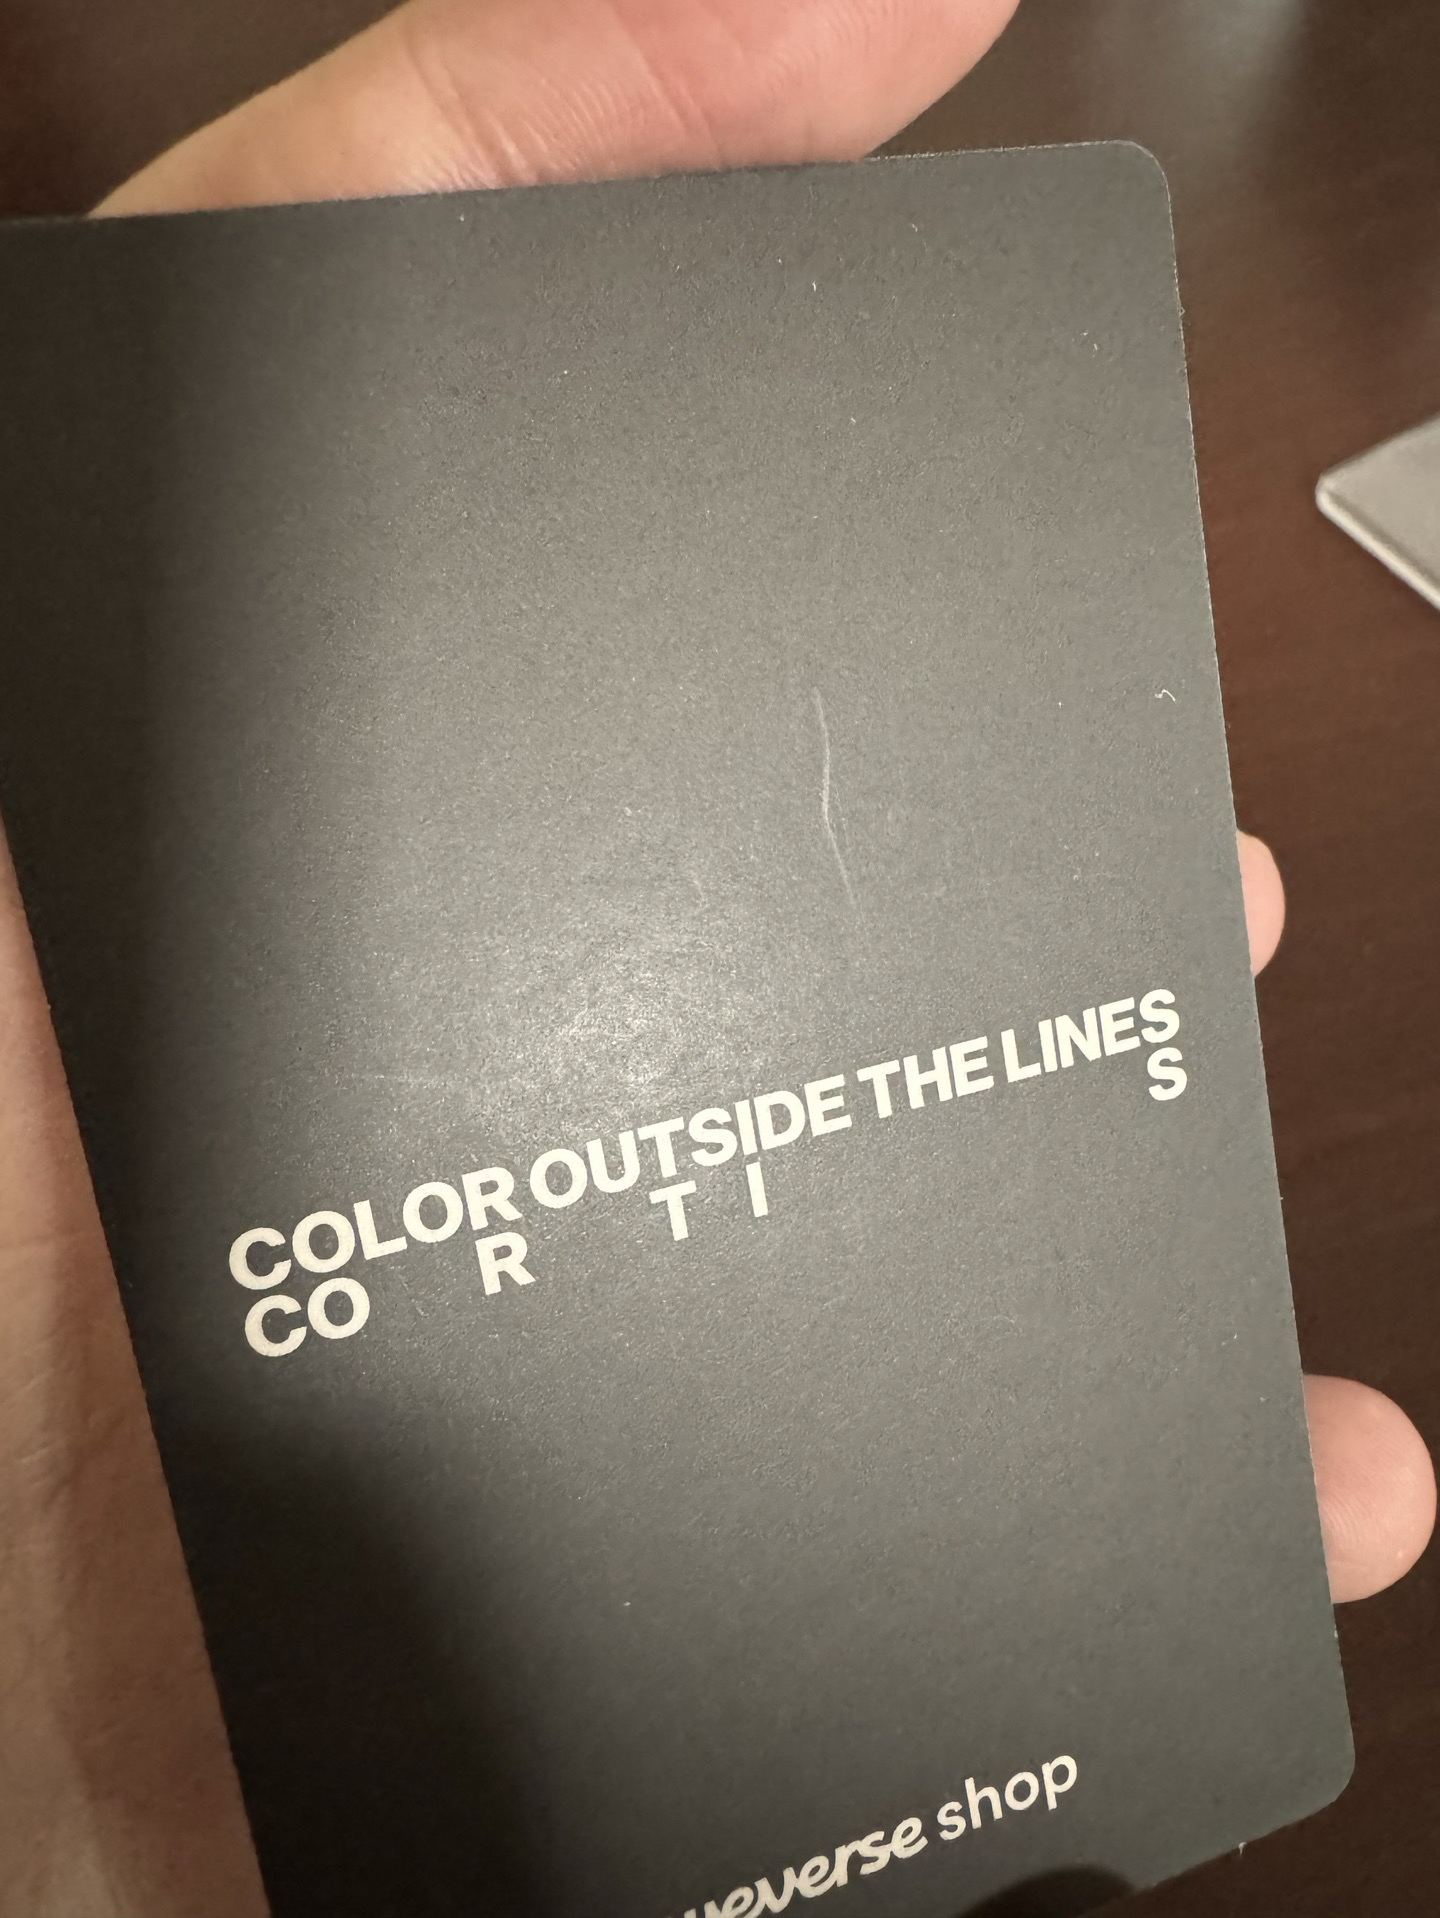 COLOR OUTSIDE THE LINES
CO R T I S
weverse shop